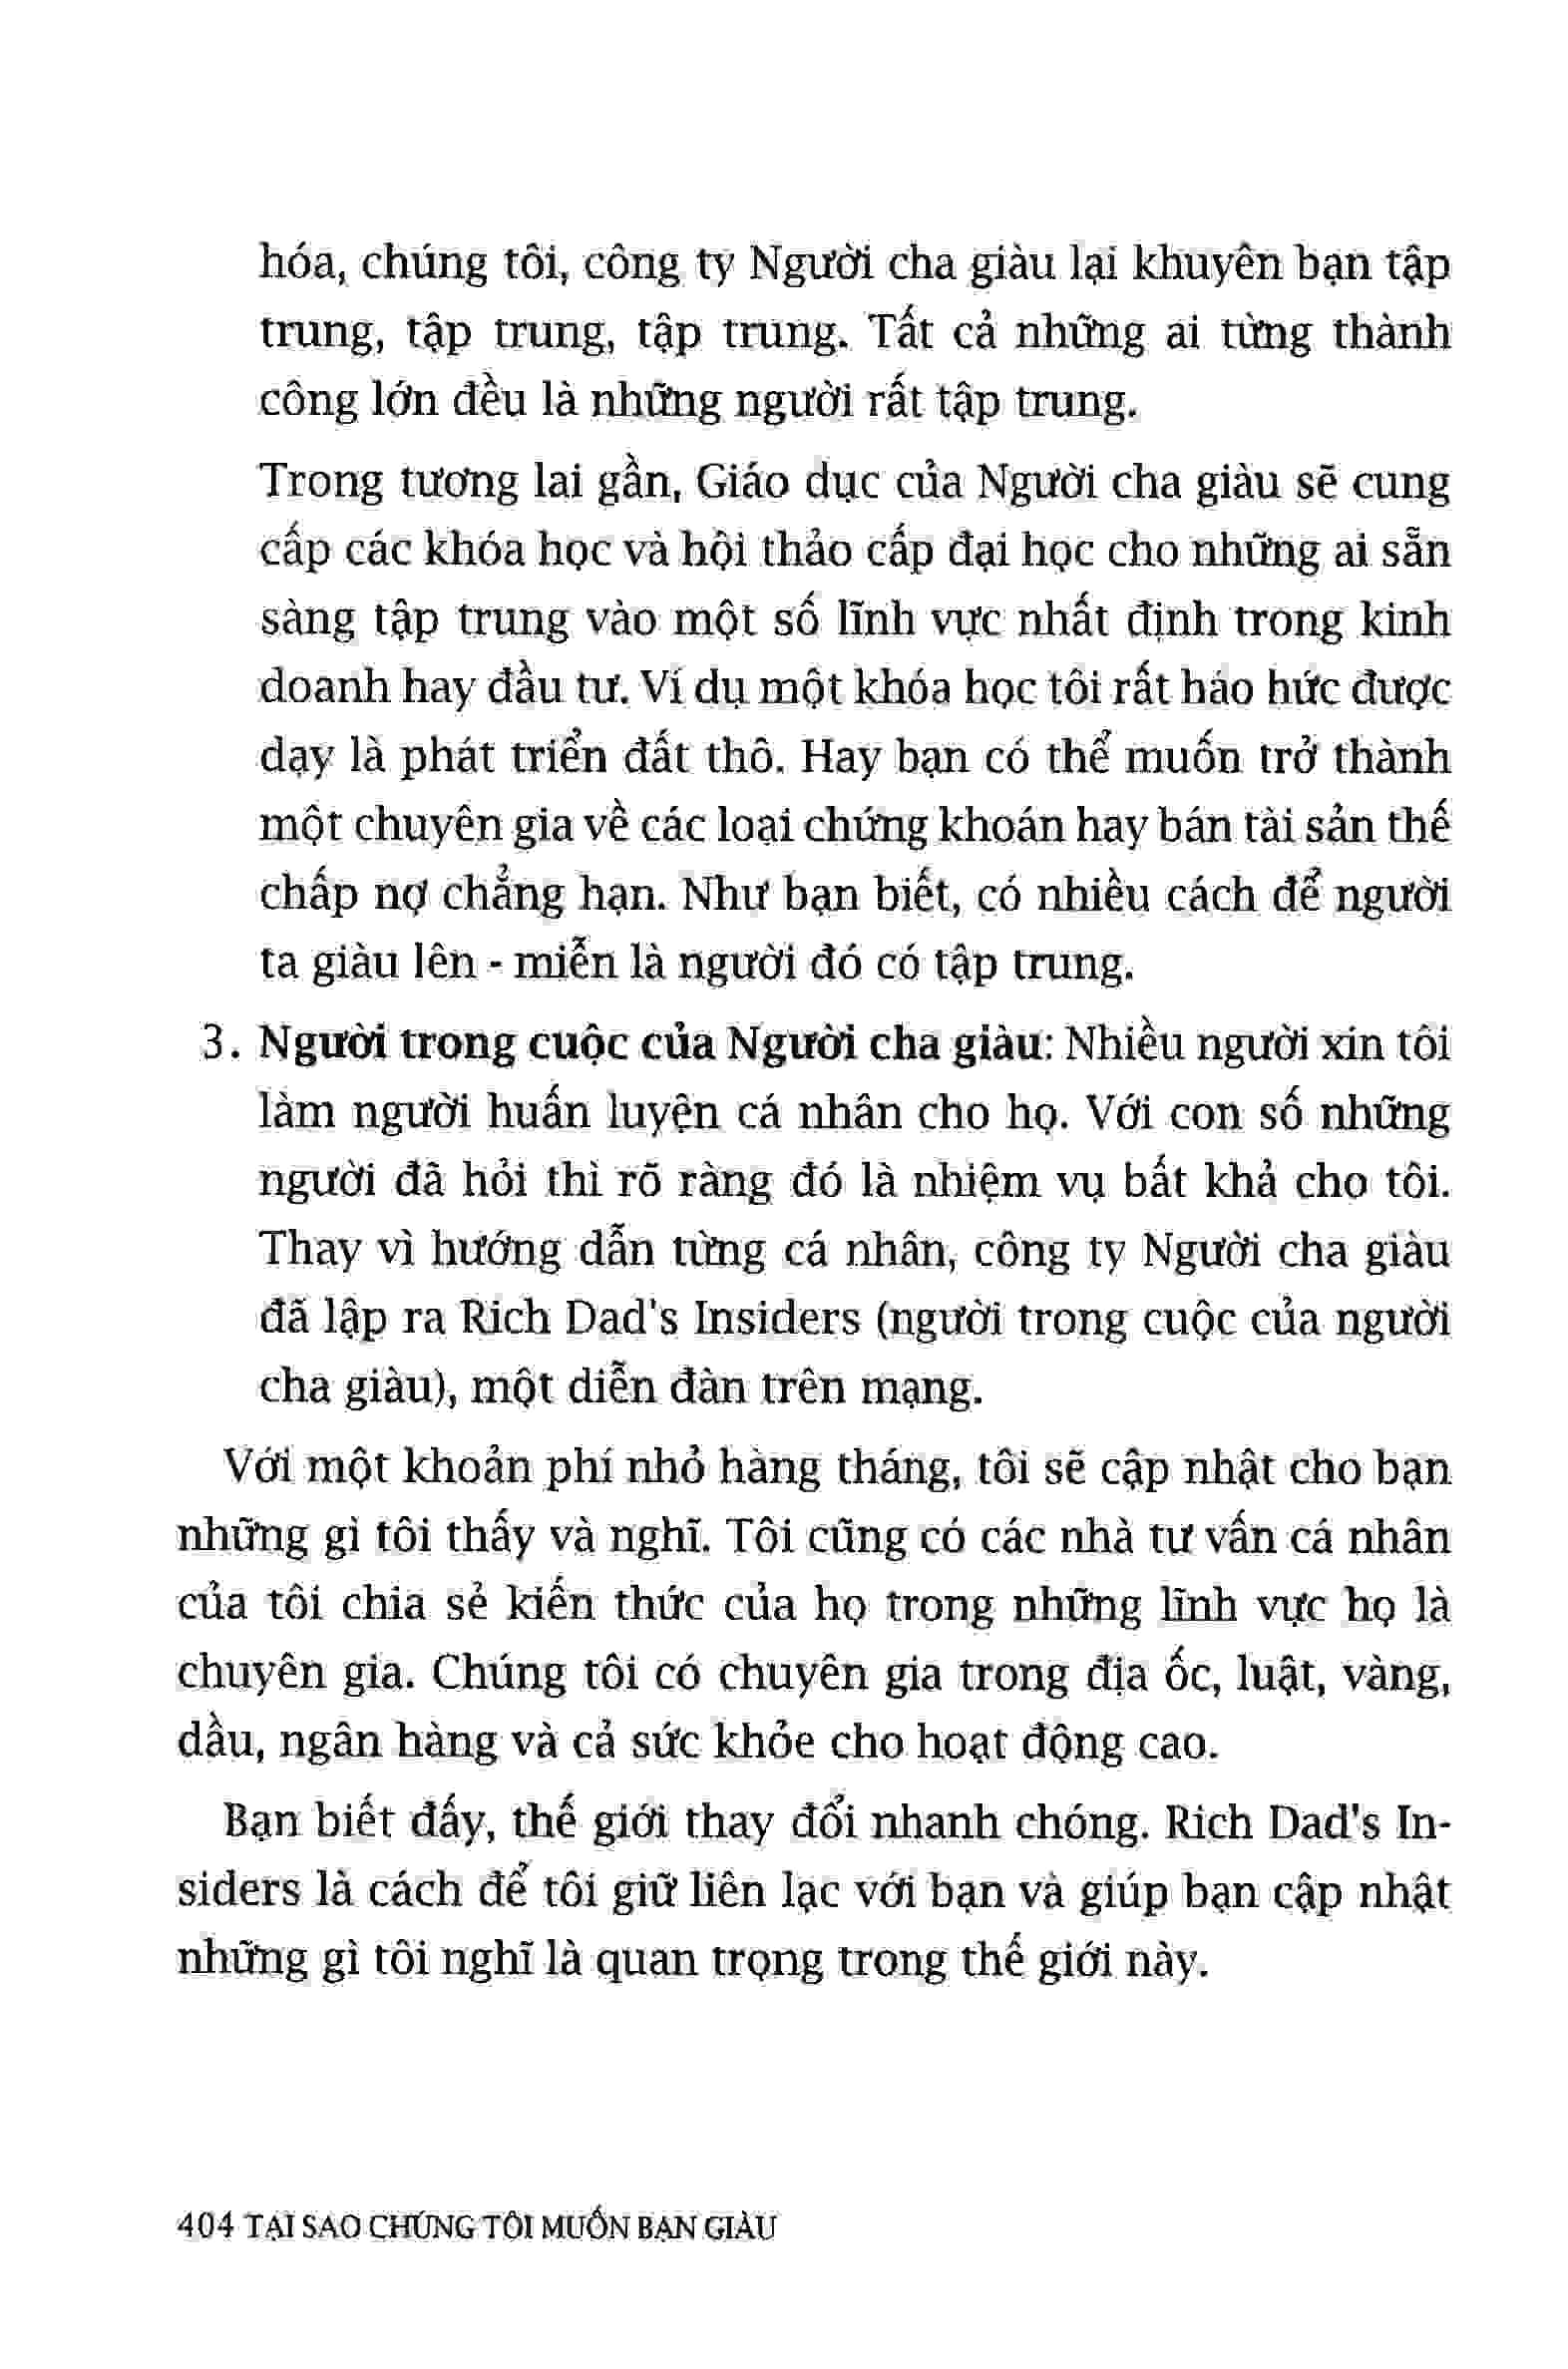 hóa, chúng tôi, công ty Người cha giàu lại khuyên bạn tập
trung, tập trung, tập trung. Tất cả những ai từng thành
công lớn đều là những người rất tập trung.
Trong tương lai gần, Giáo dục của Người cha giàu sẽ cung
cấp các khóa học và hội thảo cấp đại học cho những ai sẵn
sàng tập trung vào một số lĩnh vực nhất định trong kinh
doanh hay đầu tư. Ví dụ một khóa học tôi rất háo hức được
dạy là phát triển đất thô. Hay bạn có thể muốn trở thành
một chuyên gia về các loại chứng khoán hay bán tài sản thế
chấp nợ chẳng hạn. Như bạn biết, có nhiều cách để người
ta giàu lên - miễn là người đó có tập trung.
3. Người trong cuộc của Người cha giàu: Nhiều người xin tôi
làm người huấn luyện cá nhân cho họ. Với con số những
người đã hỏi thì rõ ràng đó là nhiệm vụ bất khả cho tôi.
Thay vì hướng dẫn từng cá nhân, công ty Người cha giàu
đã lập ra Rich Dad's Insiders (người trong cuộc của người
cha giàu), một diễn đàn trên mạng.
Với một khoản phí nhỏ hàng tháng, tôi sẽ cập nhật cho bạn
những gì tôi thấy và nghĩ. Tôi cũng có các nhà tư vấn cá nhân
của tôi chia sẻ kiến thức của họ trong những lĩnh vực họ là
chuyên gia. Chúng tôi có chuyên gia trong địa ốc, luật, vàng,
dầu, ngân hàng và cả sức khỏe cho hoạt động cao.
Bạn biết đấy, thế giới thay đổi nhanh chóng. Rich Dad's In-
siders là cách để tôi giữ liên lạc với bạn và giúp bạn cập nhật
những gì tôi nghĩ là quan trọng trong thế giới này.
404 TẠI SAO CHÚNG TÔI MUỐN BẠN GIÀU